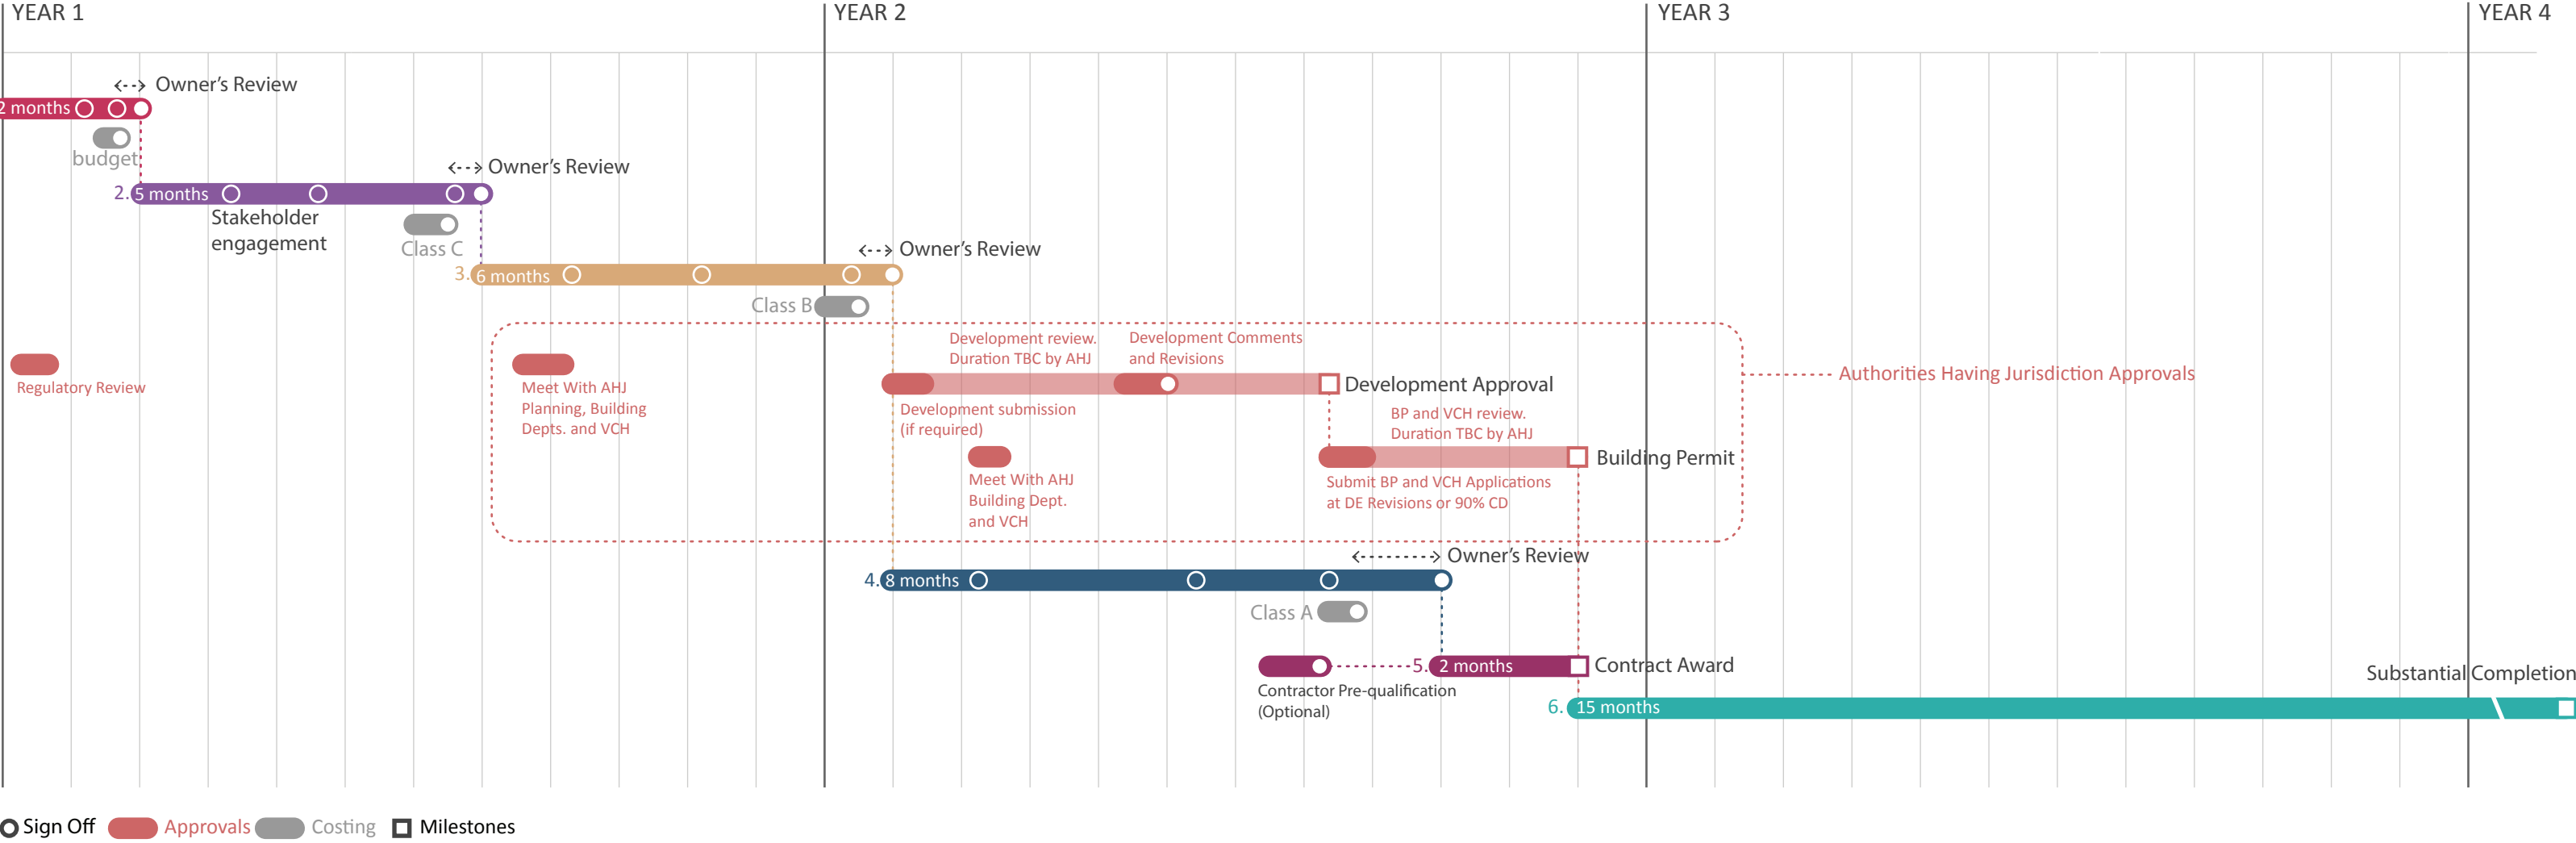 YEAR 1
YEAR 2
YEAR 3
YEAR 4
Owner’s Review
2 months
budget
Owner’s Review
2. 5 months
Stakeholder
engagement
Class C
Owner’s Review
3. 6 months
Class B
Regulatory Review
Meet With AHJ
Planning, Building
Depts. and VCH
Development review.
Duration TBC by AHJ
Development Comments
and Revisions
Development Approval
Authorities Having Jurisdiction Approvals
Development submission
(if required)
BP and VCH review.
Duration TBC by AHJ
Building Permit
Meet With AHJ
Building Dept.
and VCH
Submit BP and VCH Applications
at DE Revisions or 90% CD
Owner’s Review
4. 8 months
Class A
5. 2 months
Contract Award
Contractor Pre-qualification
(Optional)
Substantial Completion
6. 15 months
Sign Off
Approvals
Costing
Milestones